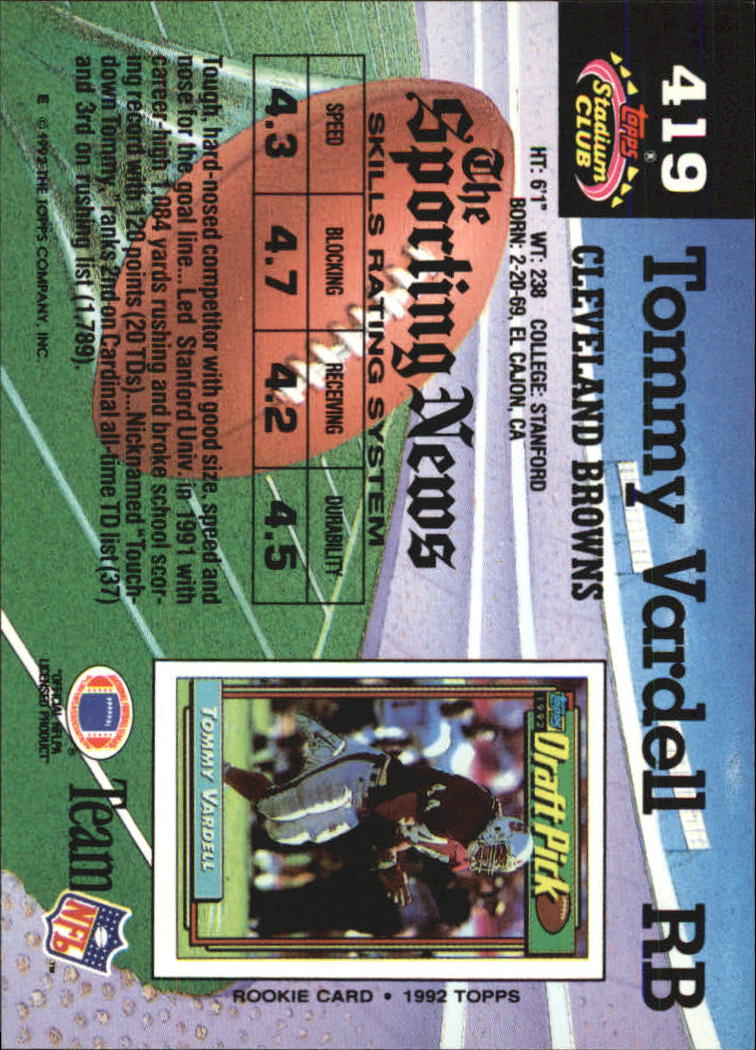 419
Topps®
Stadium
CLUB
Tommy Vardell RB
CLEVELAND BROWNS
HT: 6'1" WT: 238 COLLEGE: STANFORD
BORN: 2-20-69, EL CAJON, CA
The
Sporting News
SKILLS RATING SYSTEM
SPEED BLOCKING RECEIVING DURABILITY
4.3 4.7 4.2 4.5
Tough, hard-nosed competitor with good size, speed and
nose for the goal line... Led Stanford Univ. in 1991 with
career-high 1,084 yards rushing and broke school scor-
ing record with 120 points (20 TDs)... Nicknamed "Touch-
down Tommy," ranks 2nd on Cardinal all-time TD list (37)
and 3rd on rushing list (1,789).
B © 1992 THE TOPPS COMPANY, INC.
Topps
1992
Draft Pick
TOMMY VARDELL
ROOKIE CARD • 1992 TOPPS
©
"OFFICIAL NFLPA
LICENSED PRODUCT"
Team
NFL
™